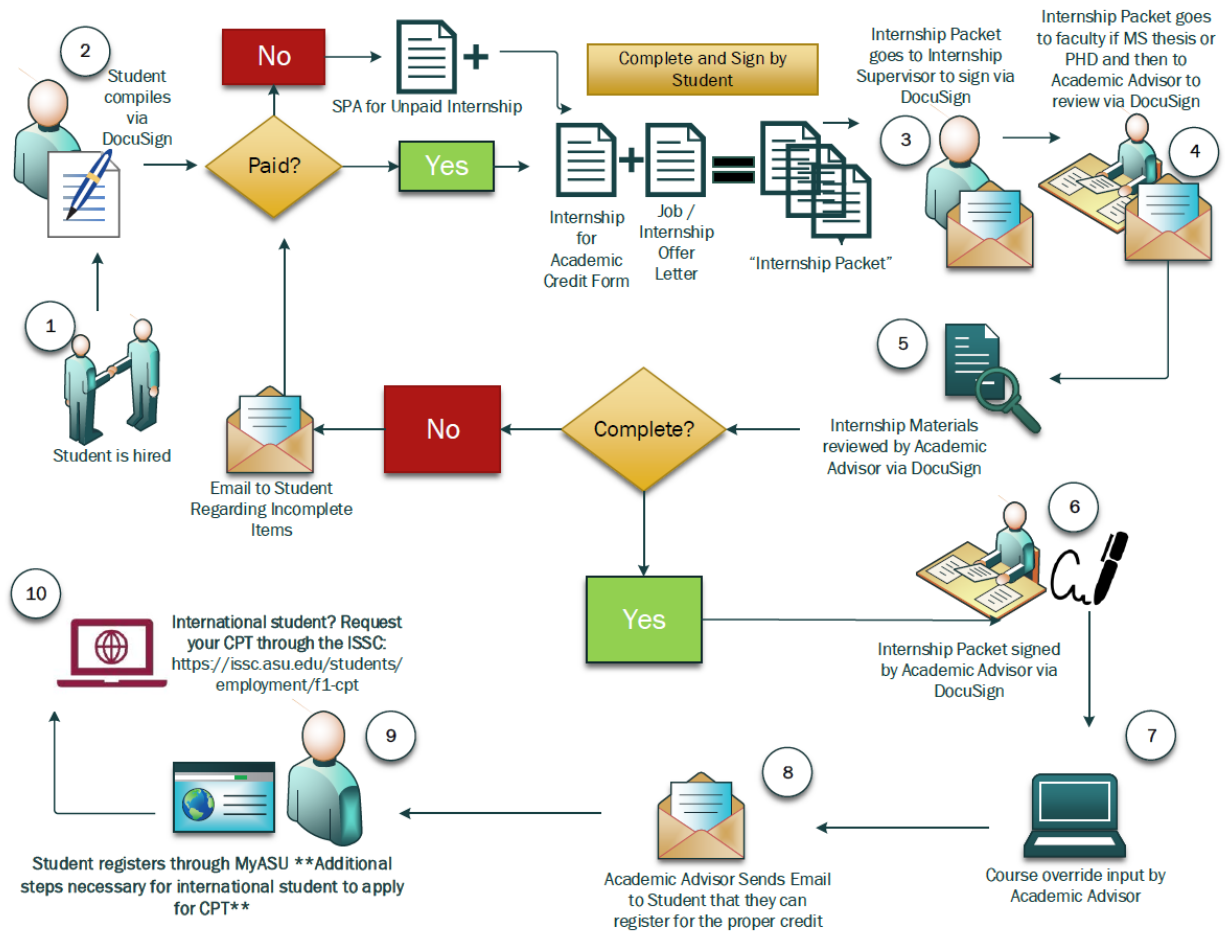 2
Student
compiles
via
DocuSign
No
SPA for Unpaid Internship
Paid?
Yes
Complete and Sign by
Student
Internship
for
Academic
Credit Form
Job /
Internship
Offer
Letter
“Internship Packet”
Internship Packet
goes to Internship
Supervisor to sign via
DocuSign
3
Internship Packet goes
to faculty if MS thesis or
PHD and then to
Academic Advisor to
review via DocuSign
4
1
Student is hired
5
Internship Materials
reviewed by Academic
Advisor via DocuSign
Complete?
No
Email to Student
Regarding Incomplete
Items
Yes
6
Internship Packet signed
by Academic Advisor via
DocuSign
7
Course override input by
Academic Advisor
8
Academic Advisor Sends Email
to Student that they can
register for the proper credit
9
Student registers through MyASU **Additional
steps necessary for international student to apply
for CPT**
10
International student? Request
your CPT through the ISSC:
https://issc.asu.edu/students/
employment/f1-cpt